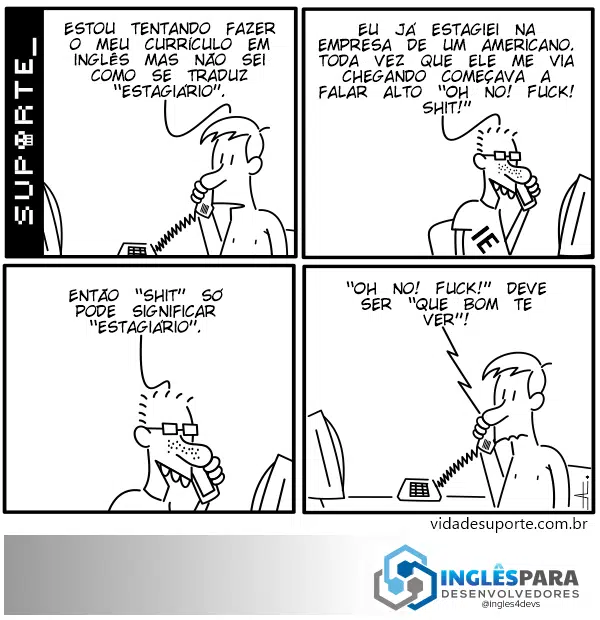 SUPORTE_
ESTOU TENTANDO FAZER
O MEU CURRÍCULO EM
INGLÊS MAS NÃO SEI
COMO SE TRADUZ
"ESTAGIÁRIO".
EU JÁ ESTAGIEI NA
EMPRESA DE UM AMERICANO.
TODA VEZ QUE ELE ME VIA
CHEGANDO COMEÇAVA A
FALAR ALTO "OH NO! FUCK!
SHIT!"
IE
ENTÃO "SHIT" SÓ
PODE SIGNIFICAR
"ESTAGIÁRIO".
"OH NO! FUCK!" DEVE
SER "QUE BOM TE
VER"!
vidadesuporte.com.br
INGLÊSPARA
DESENVOLVEDORES
@ingles4devs